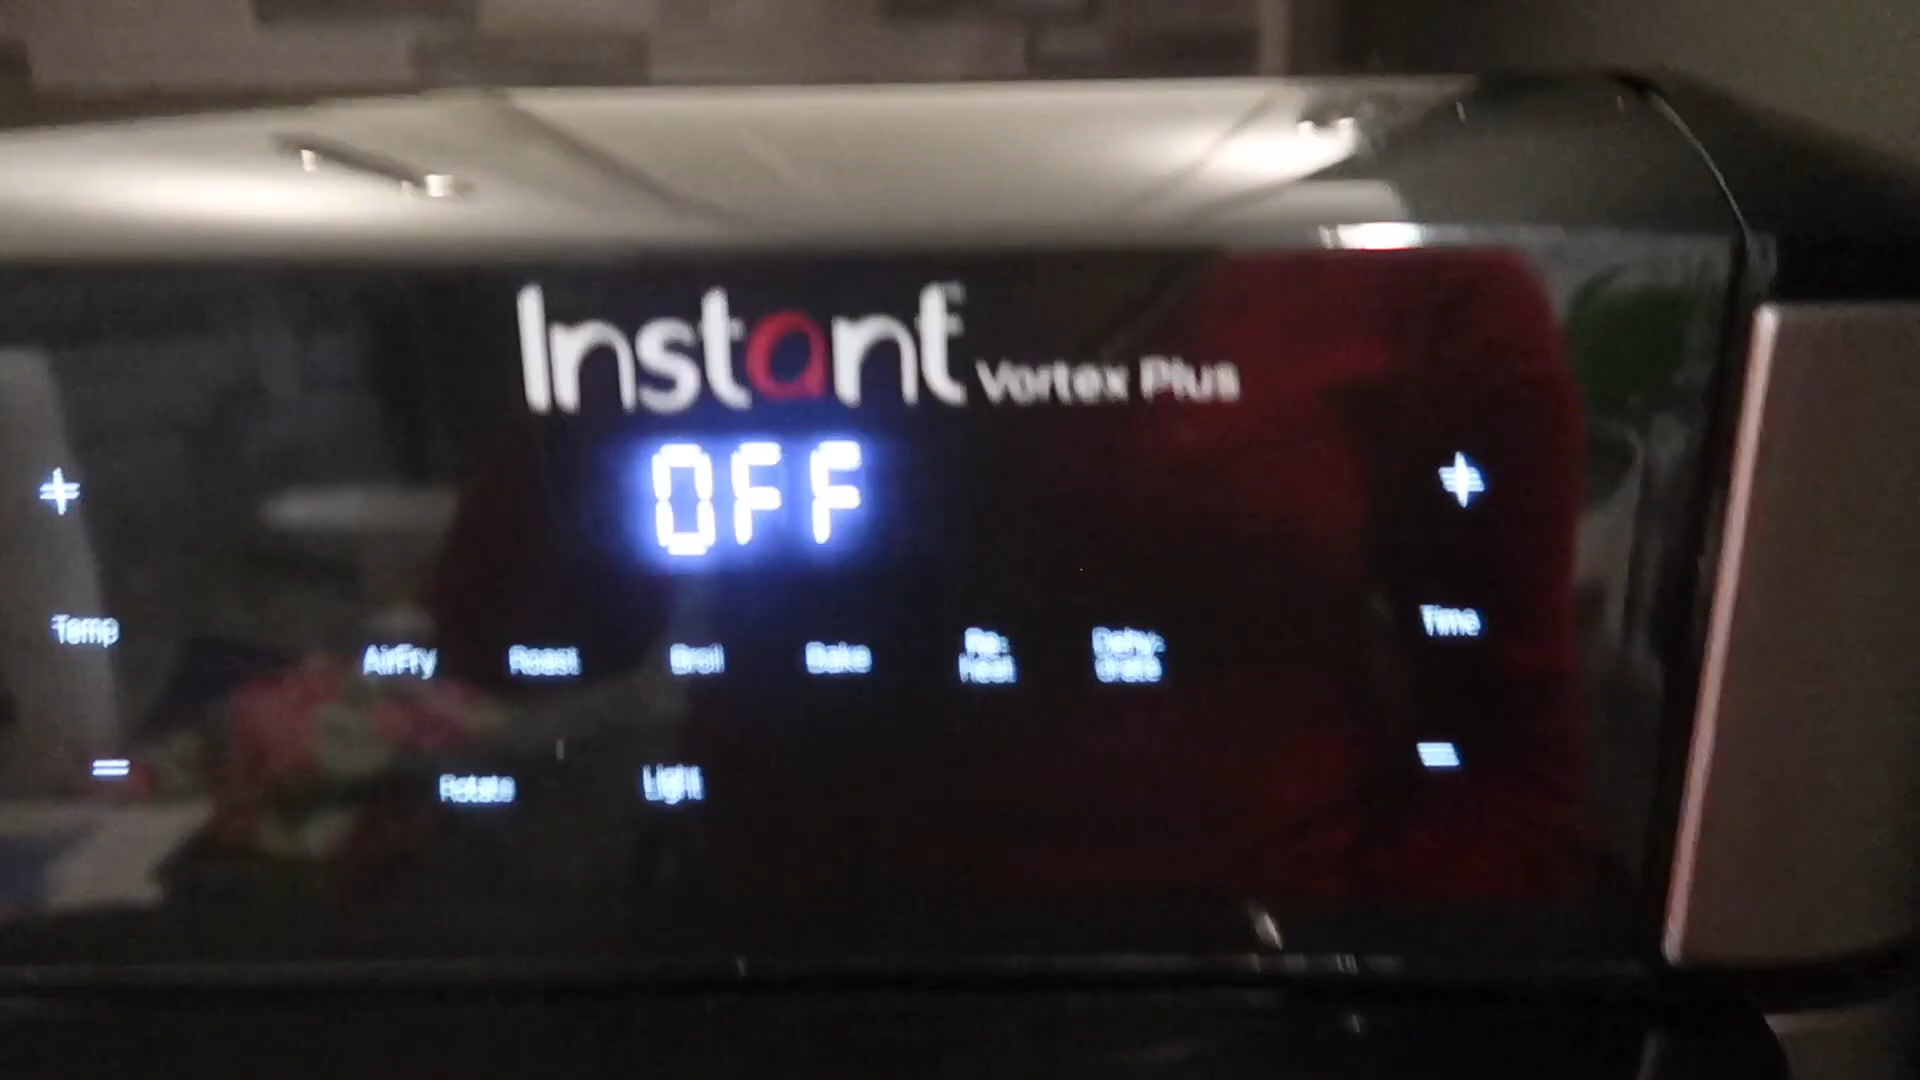 Instant Vortex Plus
OFF
+ +
Temp Time
AirFry Roast Broil Bake Re- heat Dehy- drate
- -
Rotate Light